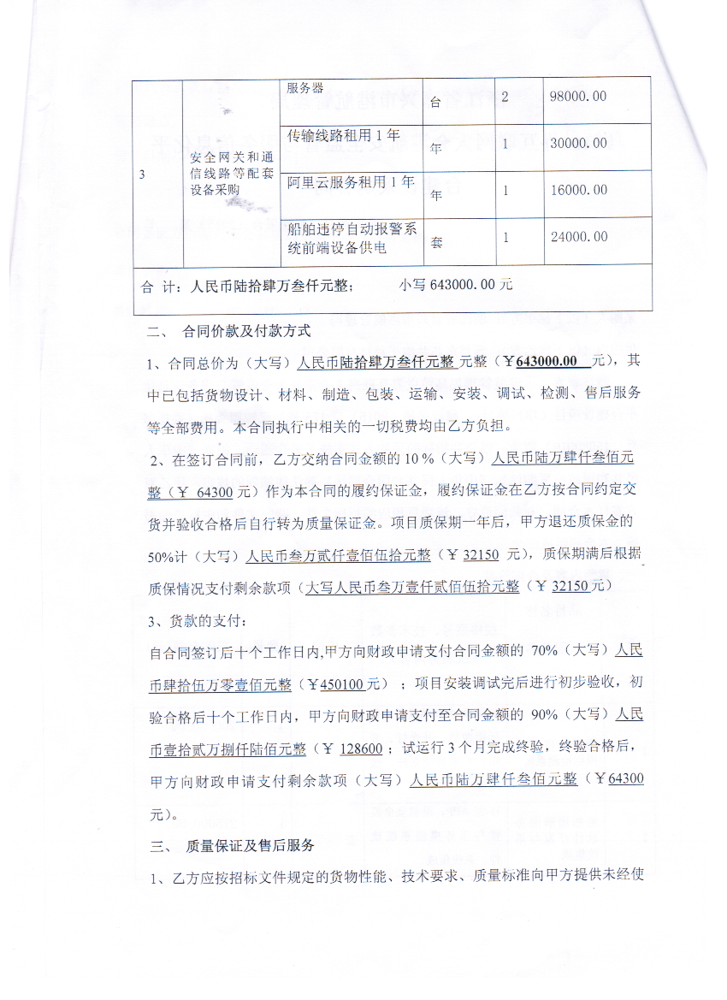 服务器 台 2 98000.00
3 安全网关和通信线路等配套设备采购 传输线路租用1年 年 1 30000.00
阿里云服务租用1年 年 1 16000.00
船舶违停自动报警系统前端设备供电 套 1 24000.00
合 计：人民币陆拾肆万叁仟元整； 小写 643000.00 元
二、 合同价款及付款方式
1、合同总价为（大写）人民币陆拾肆万叁仟元整 元整（￥643000.00 元），其
中已包括货物设计、材料、制造、包装、运输、安装、调试、检测、售后服务
等全部费用。本合同执行中相关的一切税费均由乙方负担。
2、在签订合同前，乙方交纳合同金额的 10 %（大写）人民币陆万肆仟叁佰元
整（￥ 64300 元）作为本合同的履约保证金，履约保证金在乙方按合同约定交
货并验收合格后自行转为质量保证金。项目质保期一年后，甲方退还质保金的
50%计（大写）人民币叁万贰仟壹佰伍拾元整（￥ 32150 元），质保期满后根据
质保情况支付剩余款项（大写人民币叁万壹仟贰佰伍拾元整（￥ 32150 元）
3、货款的支付：
自合同签订后十个工作日内,甲方向财政申请支付合同金额的 70%（大写）人民
币肆拾伍万零壹佰元整（￥450100 元）；项目安装调试完后进行初步验收，初
验合格后十个工作日内，甲方向财政申请支付至合同金额的 90%（大写）人民
币壹拾贰万捌仟陆佰元整（￥ 128600 ；试运行 3 个月完成终验，终验合格后，
甲方向财政申请支付剩余款项（大写）人民币陆万肆仟叁佰元整（￥64300
元）。
三、 质量保证及售后服务
1、乙方应按招标文件规定的货物性能、技术要求、质量标准向甲方提供未经使